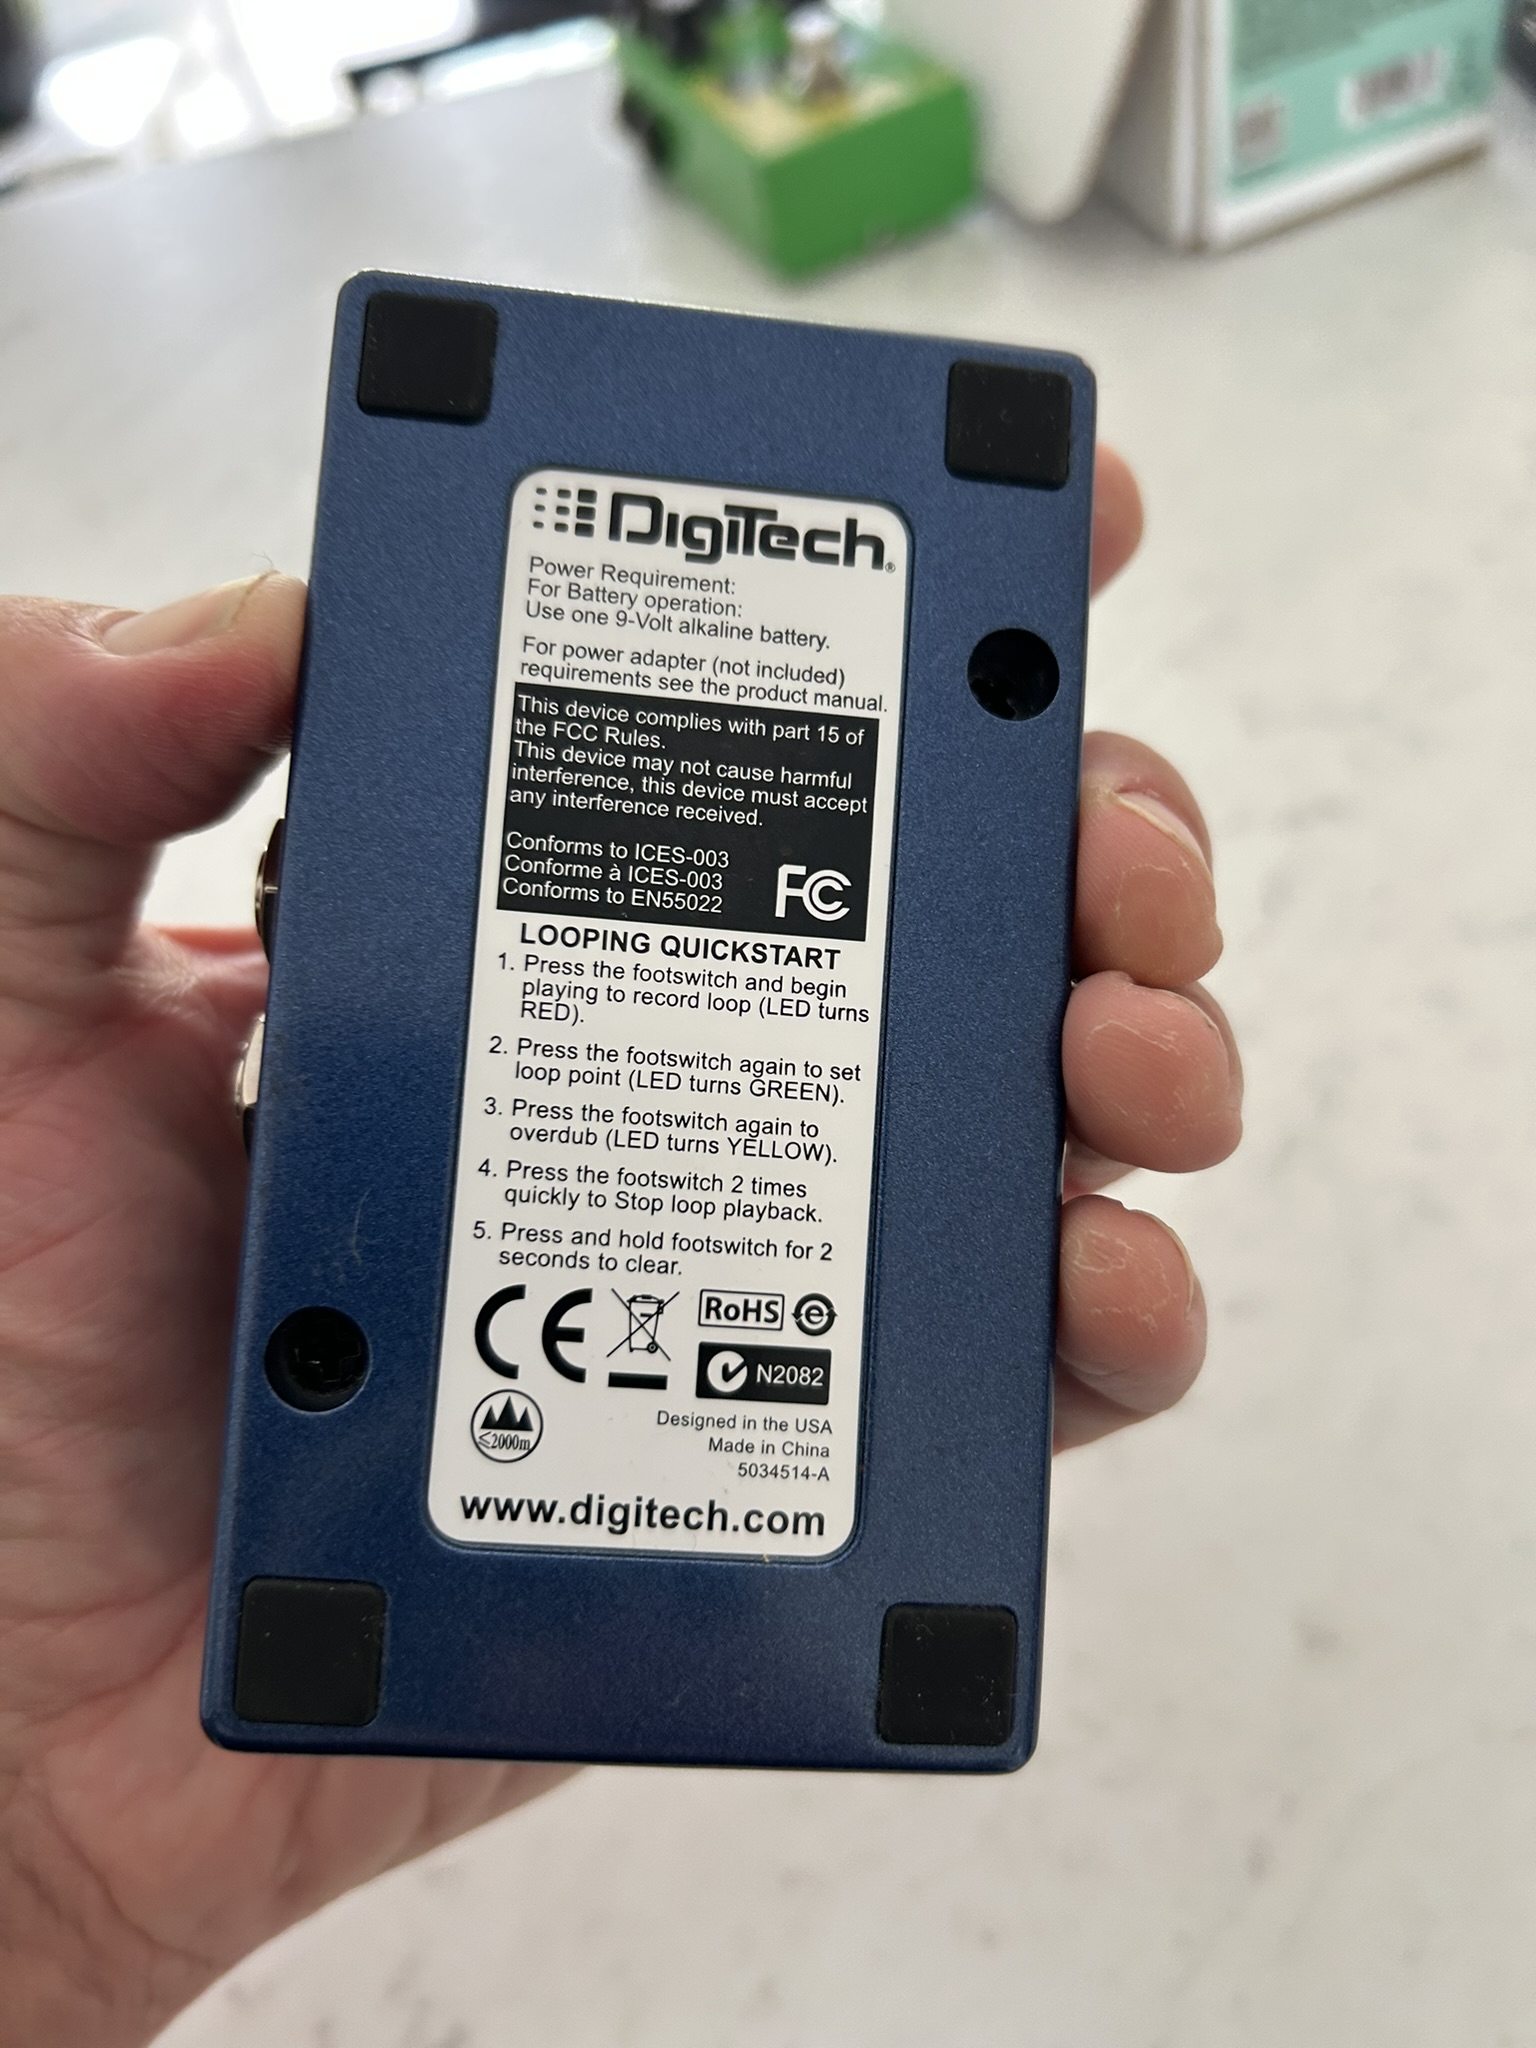 DigiTech®
Power Requirement:
For Battery operation:
Use one 9-Volt alkaline battery.
For power adapter (not included)
requirements see the product manual.
This device complies with part 15 of
the FCC Rules.
This device may not cause harmful
interference, this device must accept
any interference received.
Conforms to ICES-003
Conforme à ICES-003
Conforms to EN55022
FC
LOOPING QUICKSTART
1. Press the footswitch and begin
playing to record loop (LED turns
RED).
2. Press the footswitch again to set
loop point (LED turns GREEN).
3. Press the footswitch again to
overdub (LED turns YELLOW).
4. Press the footswitch 2 times
quickly to Stop loop playback.
5. Press and hold footswitch for 2
seconds to clear.
CE
RoHS
e
N2082
≤2000m
Designed in the USA
Made in China
5034514-A
www.digitech.com